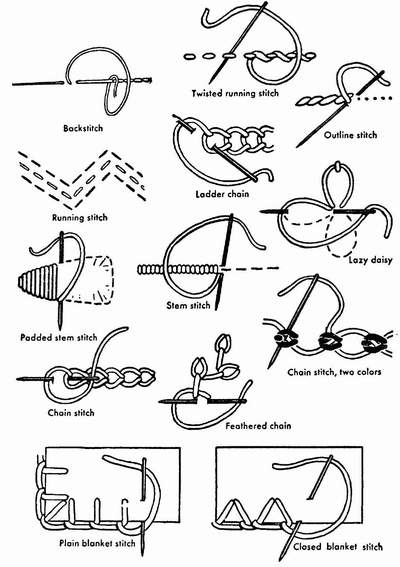 Twisted running stitch
Backstitch
Outline stitch
Ladder chain
Running stitch
Lazy daisy
Stem stitch
Padded stem stitch
Chain stitch, two colors
Chain stitch
Feathered chain
Plain blanket stitch
Closed blanket stitch